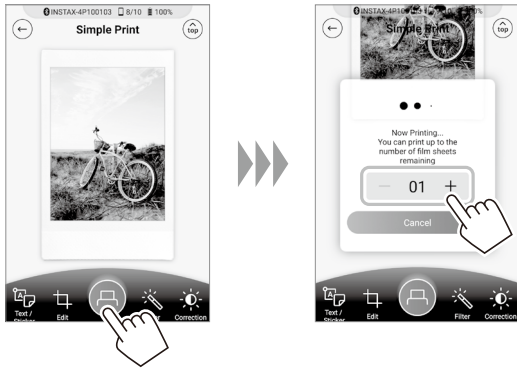 INSTAX-4P100103 8/10 100%
Simple Print
top
Text /
Sticker
Edit
Correction
Simple Print
top
Now Printing...
You can print up to the
number of film sheets
remaining
01
Cancel
Text /
Sticker
Edit
Filter
Correction